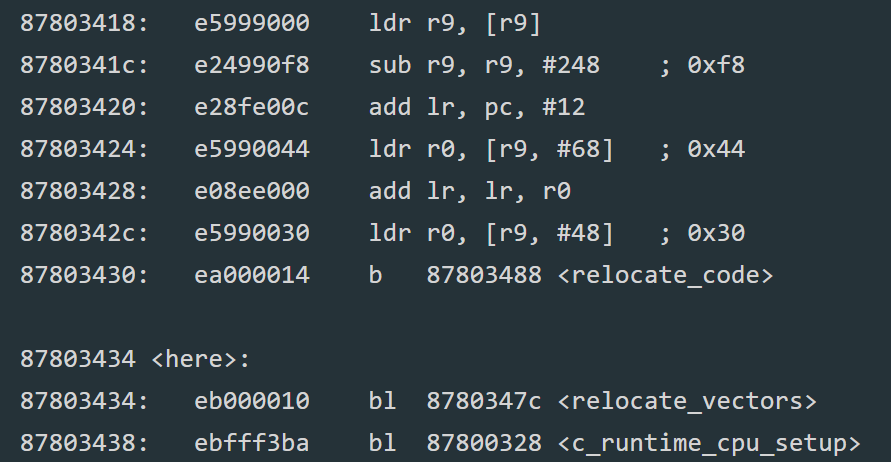 87803418: e5999000 ldr r9, [r9]
8780341c: e24990f8 sub r9, r9, #248 ; 0xf8
87803420: e28fe00c add lr, pc, #12
87803424: e5990044 ldr r0, [r9, #68] ; 0x44
87803428: e08ee000 add lr, lr, r0
8780342c: e5990030 ldr r0, [r9, #48] ; 0x30
87803430: ea000014 b 87803488 <relocate_code>
87803434 <here>:
87803434: eb000010 bl 8780347c <relocate_vectors>
87803438: ebfff3ba bl 87800328 <c_runtime_cpu_setup>